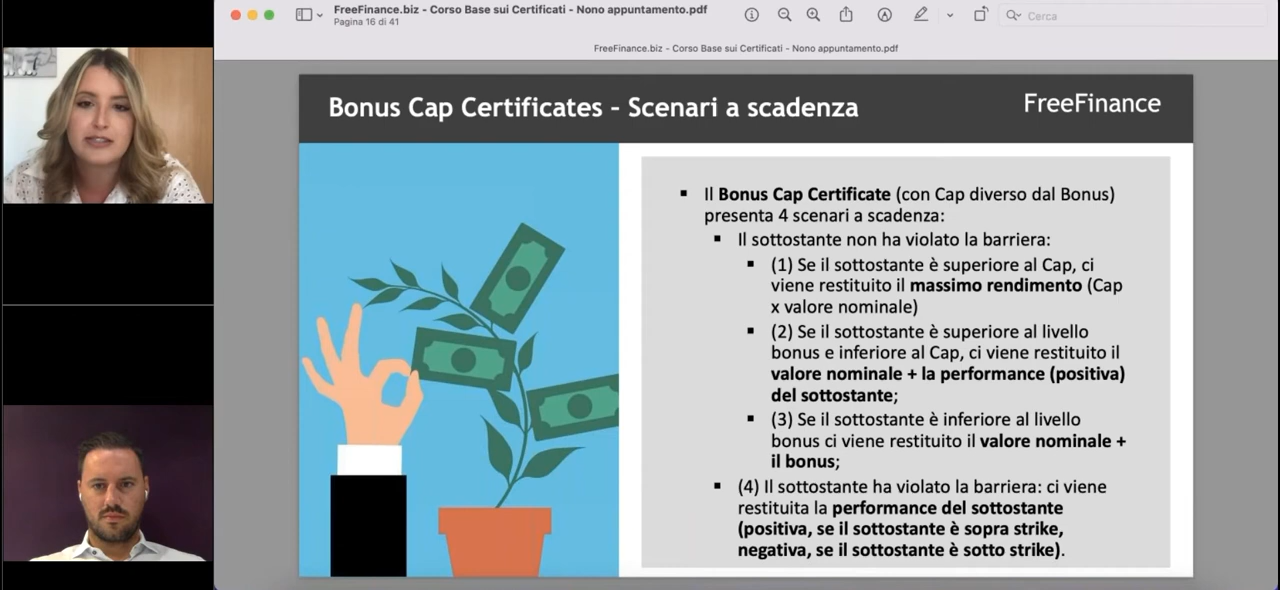 FreeFinance.biz - Corso Base sui Certificati - Nono appuntamento.pdf
Pagina 16 di 41
Cerca
FreeFinance.biz - Corso Base sui Certificati - Nono appuntamento.pdf
Bonus Cap Certificates - Scenari a scadenza
FreeFinance
Il Bonus Cap Certificate (con Cap diverso dal Bonus)
presenta 4 scenari a scadenza:
Il sottostante non ha violato la barriera:
(1) Se il sottostante è superiore al Cap, ci
viene restituito il massimo rendimento (Cap
x valore nominale)
(2) Se il sottostante è superiore al livello
bonus e inferiore al Cap, ci viene restituito il
valore nominale + la performance (positiva)
del sottostante;
(3) Se il sottostante è inferiore al livello
bonus ci viene restituito il valore nominale +
il bonus;
(4) Il sottostante ha violato la barriera: ci viene
restituita la performance del sottostante
(positiva, se il sottostante è sopra strike,
negativa, se il sottostante è sotto strike).